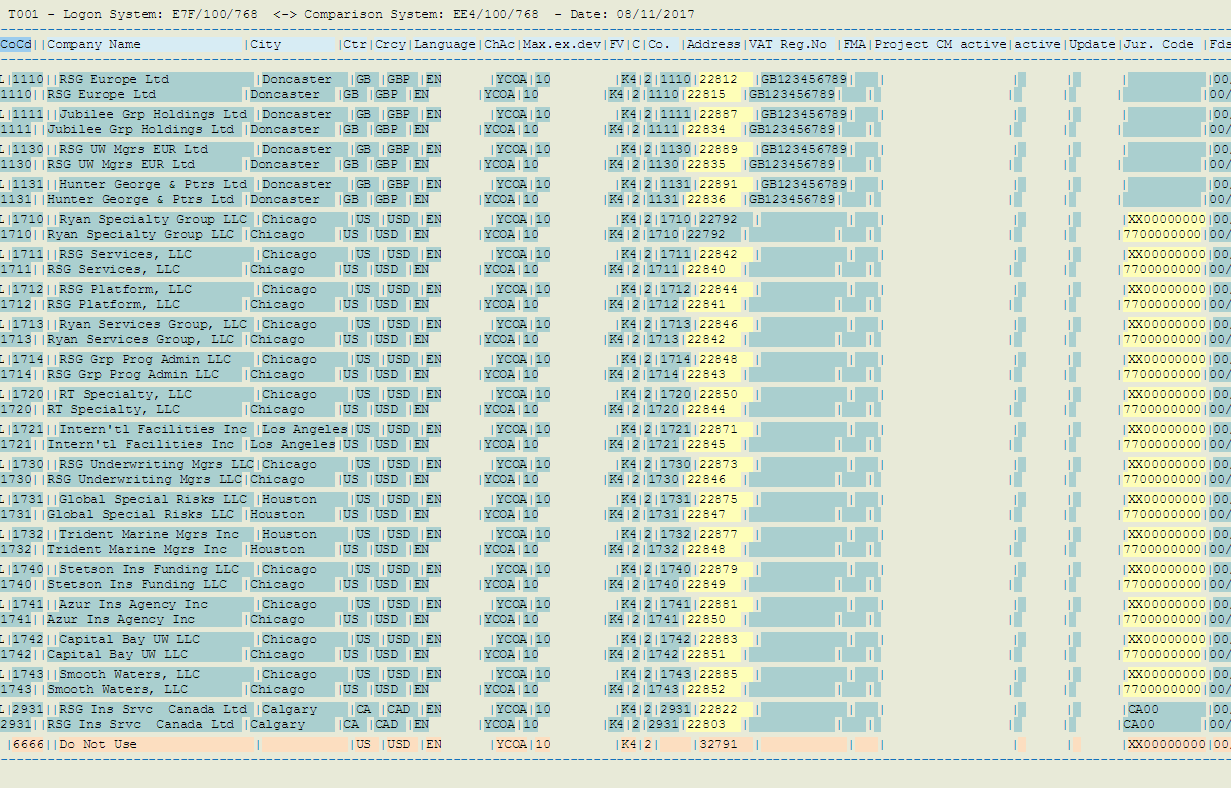 T001 - Logon System: E7F/100/768 <-> Comparison System: EE4/100/768 - Date: 08/11/2017
CoCd||Company Name |City |Ctr|Crcy|Language|ChAc|Max.ex.dev|FV|C|Co. |Address|VAT Reg.No |FMA|Project CM active|active|Update|Jur. Code |Fds
L|1110||RSG Europe Ltd |Doncaster |GB |GBP |EN |YCOA|10 |K4|2|1110|22812 |GB123456789| | | | | |00,
1110||RSG Europe Ltd |Doncaster |GB |GBP |EN |YCOA|10 |K4|2|1110|22815 |GB123456789| | | | | |00/
L|1111||Jubilee Grp Holdings Ltd |Doncaster |GB |GBP |EN |YCOA|10 |K4|2|1111|22887 |GB123456789| | | | | |00,
1111||Jubilee Grp Holdings Ltd |Doncaster |GB |GBP |EN |YCOA|10 |K4|2|1111|22834 |GB123456789| | | | | |00/
L|1130||RSG UW Mgrs EUR Ltd |Doncaster |GB |GBP |EN |YCOA|10 |K4|2|1130|22889 |GB123456789| | | | | |00,
1130||RSG UW Mgrs EUR Ltd |Doncaster |GB |GBP |EN |YCOA|10 |K4|2|1130|22835 |GB123456789| | | | | |00/
L|1131||Hunter George & Ptrs Ltd |Doncaster |GB |GBP |EN |YCOA|10 |K4|2|1131|22891 |GB123456789| | | | | |00,
1131||Hunter George & Ptrs Ltd |Doncaster |GB |GBP |EN |YCOA|10 |K4|2|1131|22836 |GB123456789| | | | | |00/
L|1710||Ryan Specialty Group LLC |Chicago |US |USD |EN |YCOA|10 |K4|2|1710|22792 | | | | | |XX00000000|00,
1710||Ryan Specialty Group LLC |Chicago |US |USD |EN |YCOA|10 |K4|2|1710|22792 | | | | | |7700000000|00/
L|1711||RSG Services, LLC |Chicago |US |USD |EN |YCOA|10 |K4|2|1711|22842 | | | | | |XX00000000|00,
1711||RSG Services, LLC |Chicago |US |USD |EN |YCOA|10 |K4|2|1711|22840 | | | | | |7700000000|00/
L|1712||RSG Platform, LLC |Chicago |US |USD |EN |YCOA|10 |K4|2|1712|22844 | | | | | |XX00000000|00,
1712||RSG Platform, LLC |Chicago |US |USD |EN |YCOA|10 |K4|2|1712|22841 | | | | | |7700000000|00/
L|1713||Ryan Services Group, LLC |Chicago |US |USD |EN |YCOA|10 |K4|2|1713|22846 | | | | | |XX00000000|00,
1713||Ryan Services Group, LLC |Chicago |US |USD |EN |YCOA|10 |K4|2|1713|22842 | | | | | |7700000000|00/
L|1714||RSG Grp Prog Admin LLC |Chicago |US |USD |EN |YCOA|10 |K4|2|1714|22848 | | | | | |XX00000000|00,
1714||RSG Grp Prog Admin LLC |Chicago |US |USD |EN |YCOA|10 |K4|2|1714|22843 | | | | | |7700000000|00/
L|1720||RT Specialty, LLC |Chicago |US |USD |EN |YCOA|10 |K4|2|1720|22850 | | | | | |XX00000000|00,
1720||RT Specialty, LLC |Chicago |US |USD |EN |YCOA|10 |K4|2|1720|22844 | | | | | |7700000000|00/
L|1721||Intern'tl Facilities Inc |Los Angeles|US |USD |EN |YCOA|10 |K4|2|1721|22871 | | | | | |XX00000000|00,
1721||Intern'tl Facilities Inc |Los Angeles|US |USD |EN |YCOA|10 |K4|2|1721|22845 | | | | | |7700000000|00/
L|1730||RSG Underwriting Mgrs LLC|Chicago |US |USD |EN |YCOA|10 |K4|2|1730|22873 | | | | | |XX00000000|00,
1730||RSG Underwriting Mgrs LLC|Chicago |US |USD |EN |YCOA|10 |K4|2|1730|22846 | | | | | |7700000000|00/
L|1731||Global Special Risks LLC |Houston |US |USD |EN |YCOA|10 |K4|2|1731|22875 | | | | | |XX00000000|00,
1731||Global Special Risks LLC |Houston |US |USD |EN |YCOA|10 |K4|2|1731|22847 | | | | | |7700000000|00/
L|1732||Trident Marine Mgrs Inc |Houston |US |USD |EN |YCOA|10 |K4|2|1732|22877 | | | | | |XX00000000|00,
1732||Trident Marine Mgrs Inc |Houston |US |USD |EN |YCOA|10 |K4|2|1732|22848 | | | | | |7700000000|00/
L|1740||Stetson Ins Funding LLC |Chicago |US |USD |EN |YCOA|10 |K4|2|1740|22879 | | | | | |XX00000000|00,
1740||Stetson Ins Funding LLC |Chicago |US |USD |EN |YCOA|10 |K4|2|1740|22849 | | | | | |7700000000|00/
L|1741||Azur Ins Agency Inc |Chicago |US |USD |EN |YCOA|10 |K4|2|1741|22881 | | | | | |XX00000000|00,
1741||Azur Ins Agency Inc |Chicago |US |USD |EN |YCOA|10 |K4|2|1741|22850 | | | | | |7700000000|00/
L|1742||Capital Bay UW LLC |Chicago |US |USD |EN |YCOA|10 |K4|2|1742|22883 | | | | | |XX00000000|00,
1742||Capital Bay UW LLC |Chicago |US |USD |EN |YCOA|10 |K4|2|1742|22851 | | | | | |7700000000|00/
L|1743||Smooth Waters, LLC |Chicago |US |USD |EN |YCOA|10 |K4|2|1743|22885 | | | | | |XX00000000|00,
1743||Smooth Waters, LLC |Chicago |US |USD |EN |YCOA|10 |K4|2|1743|22852 | | | | | |7700000000|00/
L|2931||RSG Ins Srvc Canada Ltd |Calgary |CA |CAD |EN |YCOA|10 |K4|2|2931|22822 | | | | | |CA00 |00,
2931||RSG Ins Srvc Canada Ltd |Calgary |CA |CAD |EN |YCOA|10 |K4|2|2931|22803 | | | | | |CA00 |00/
|6666||Do Not Use | |US |USD |EN |YCOA|10 |K4|2| |32791 | | | | | |XX00000000|00,